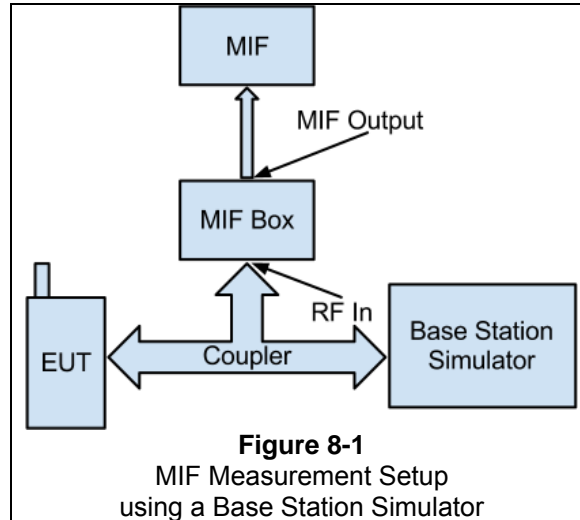 MIF
MIF Output
MIF Box
RF In
EUT
Coupler
Base Station
Simulator
Figure 8-1
MIF Measurement Setup
using a Base Station Simulator